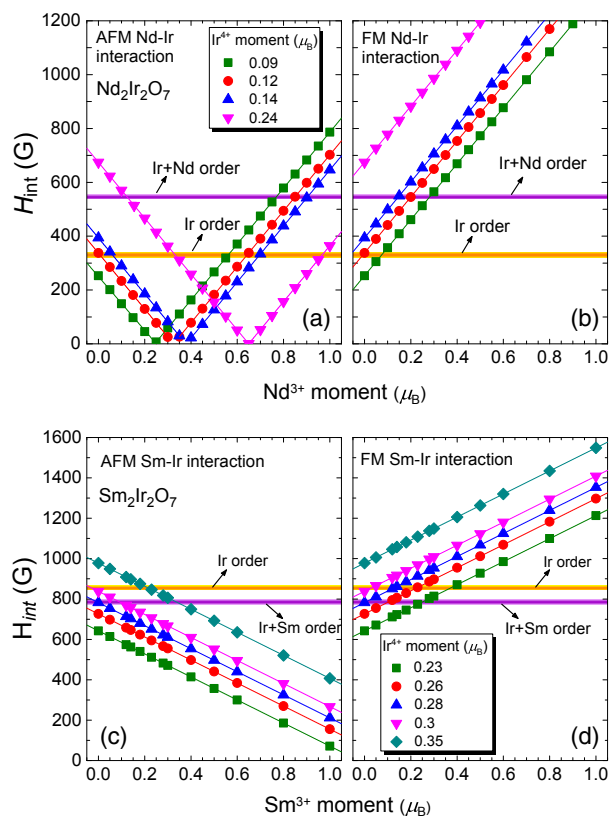 AFM Nd-Ir
interaction
Nd₂Ir₂O₇
Ir⁴⁺ moment (μ_B)
0.09
0.12
0.14
0.24
Ir+Nd order
Ir order
(a)
FM Nd-Ir
interaction
Ir+Nd order
Ir order
(b)
H_int (G)
1200
1000
800
600
400
200
0
0.0 0.2 0.4 0.6 0.8 1.0 0.0 0.2 0.4 0.6 0.8 1.0
Nd³⁺ moment (μ_B)
AFM Sm-Ir interaction
Sm₂Ir₂O₇
Ir order
Ir+Sm order
(c)
FM Sm-Ir interaction
Ir order
Ir+Sm order
Ir⁴⁺ moment (μ_B)
0.23
0.26
0.28
0.3
0.35
(d)
H_int (G)
1600
1400
1200
1000
800
600
400
200
0
0.0 0.2 0.4 0.6 0.8 1.0 0.0 0.2 0.4 0.6 0.8 1.0
Sm³⁺ moment (μ_B)